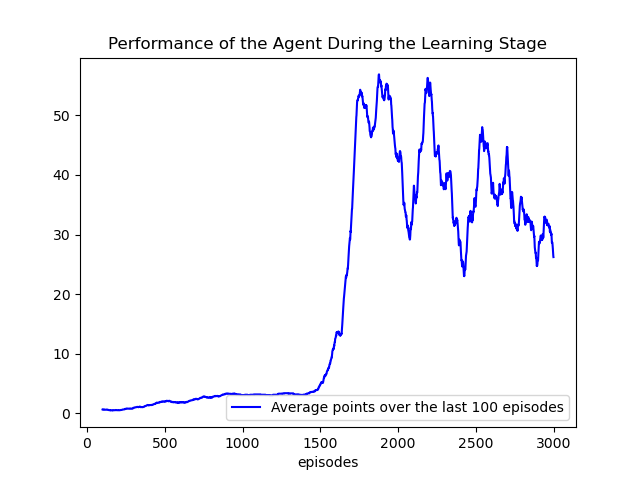 Performance of the Agent During the Learning Stage
50
40
30
20
10
0
Average points over the last 100 episodes
0 500 1000 1500 2000 2500 3000
episodes